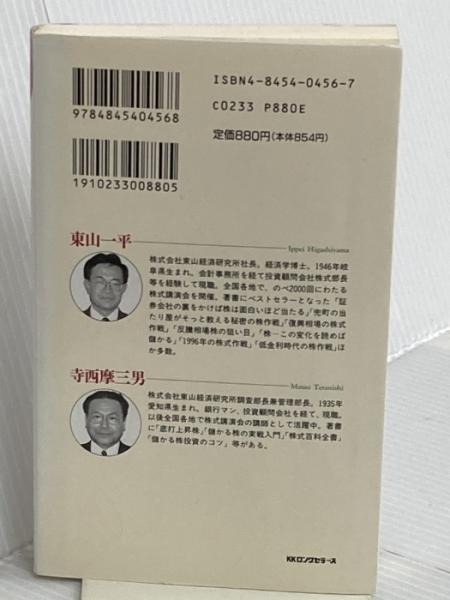 ISBN4-8454-0456-7
C0233 P880E
定価880円(本体854円)
9784845404568
1910233008805
東山一平
Ippei Higashiyama
株式会社東山経済研究所社長。経済学博士。1946年岐
阜県生まれ。会計事務所を経て投資顧問会社株式部長
等を経験して現職。全国各地で、のべ2000回にわたる
株式講演会を開催。著書にベストセラーとなった「証
券会社の裏をかけば株は面白いほど当たる」「兜町の当
たり屋がそっと教える秘密の株作戦」「復興相場の株式
作戦」「反騰相場株の狙い目」「株―この変化を読めば
儲かる」「1996年の株式作戦」「低金利時代の株作戦」ほ
か多数。
寺西摩三男
Masao Teranishi
株式会社東山経済研究所調査部長兼管理部長。1935年
愛知県生まれ。銀行マン、投資顧問会社を経て、現職。
以後全国各地で株式講演会の講師として活躍中。著書
に「底打上昇株」「儲かる株の実戦入門」「株式百科全書」
「儲かる株投資のコツ」等がある。
KKロングセラーズ